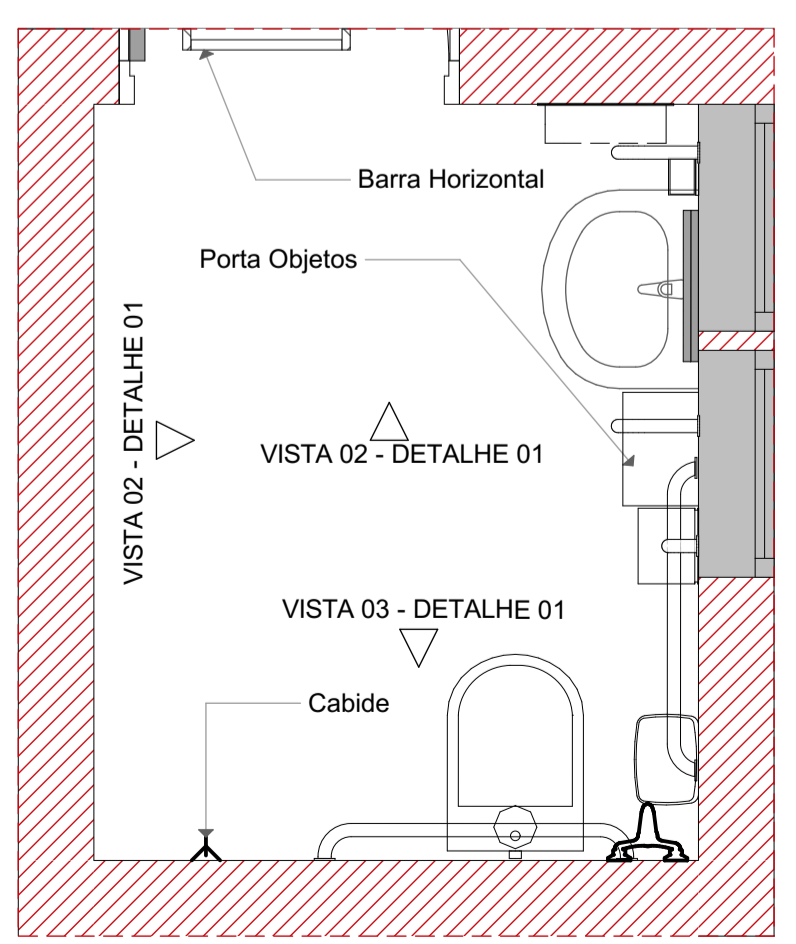 Barra Horizontal
Porta Objetos
VISTA 02 - DETALHE 01
VISTA 02 - DETALHE 01
VISTA 03 - DETALHE 01
Cabide